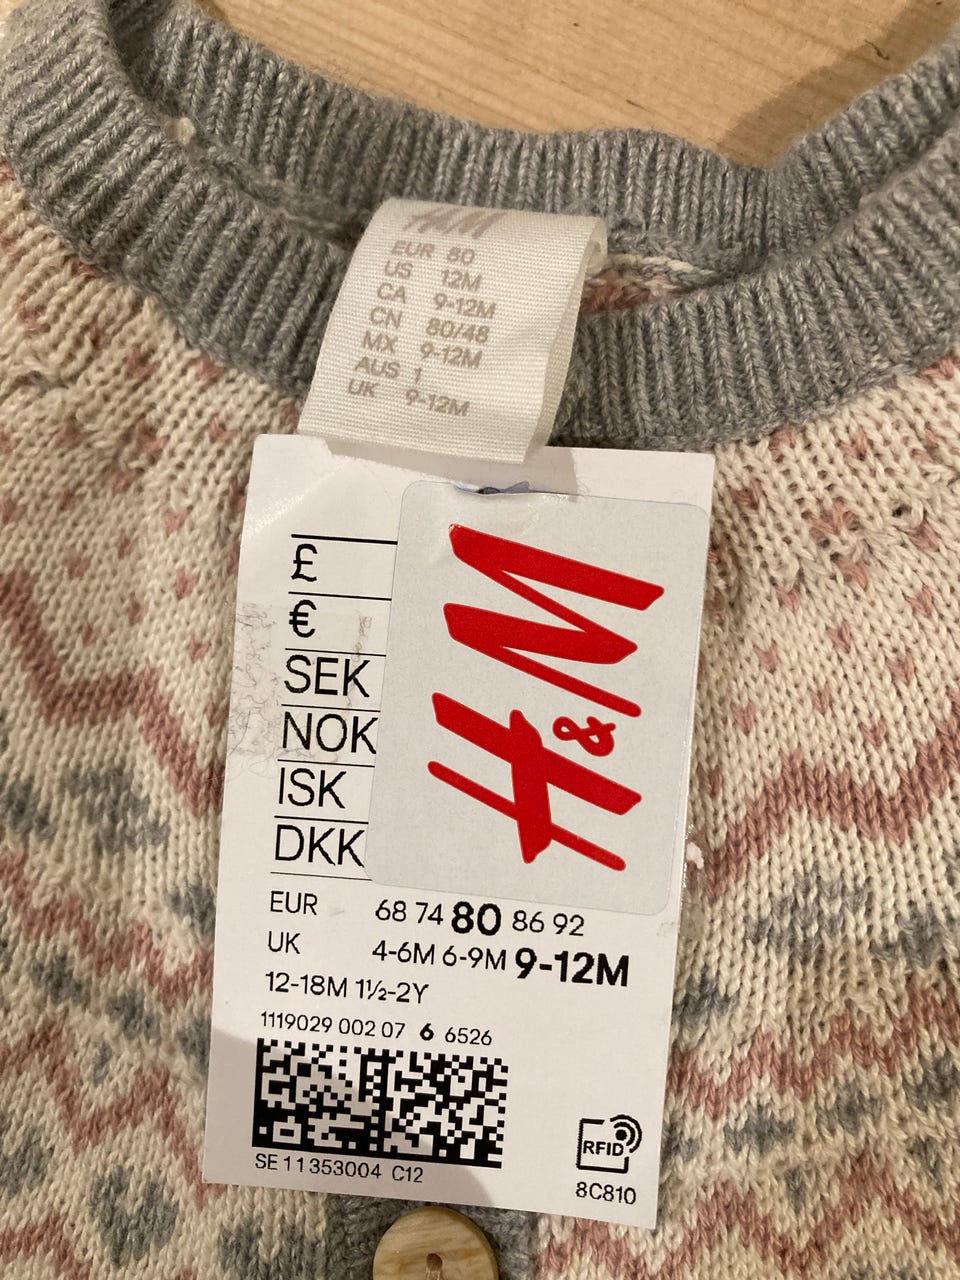 H&M
EUR 80
US 12M
CA 9-12M
CN 80/48
MX 9-12M
AUS 1
UK 9-12M
£
€
SEK
NOK
ISK
DKK
H&M
EUR 68 74 80 86 92
UK 4-6M 6-9M 9-12M
12-18M 1½-2Y
1119029 002 07 6 6526
SE 11353004 C12
RFID
8C810